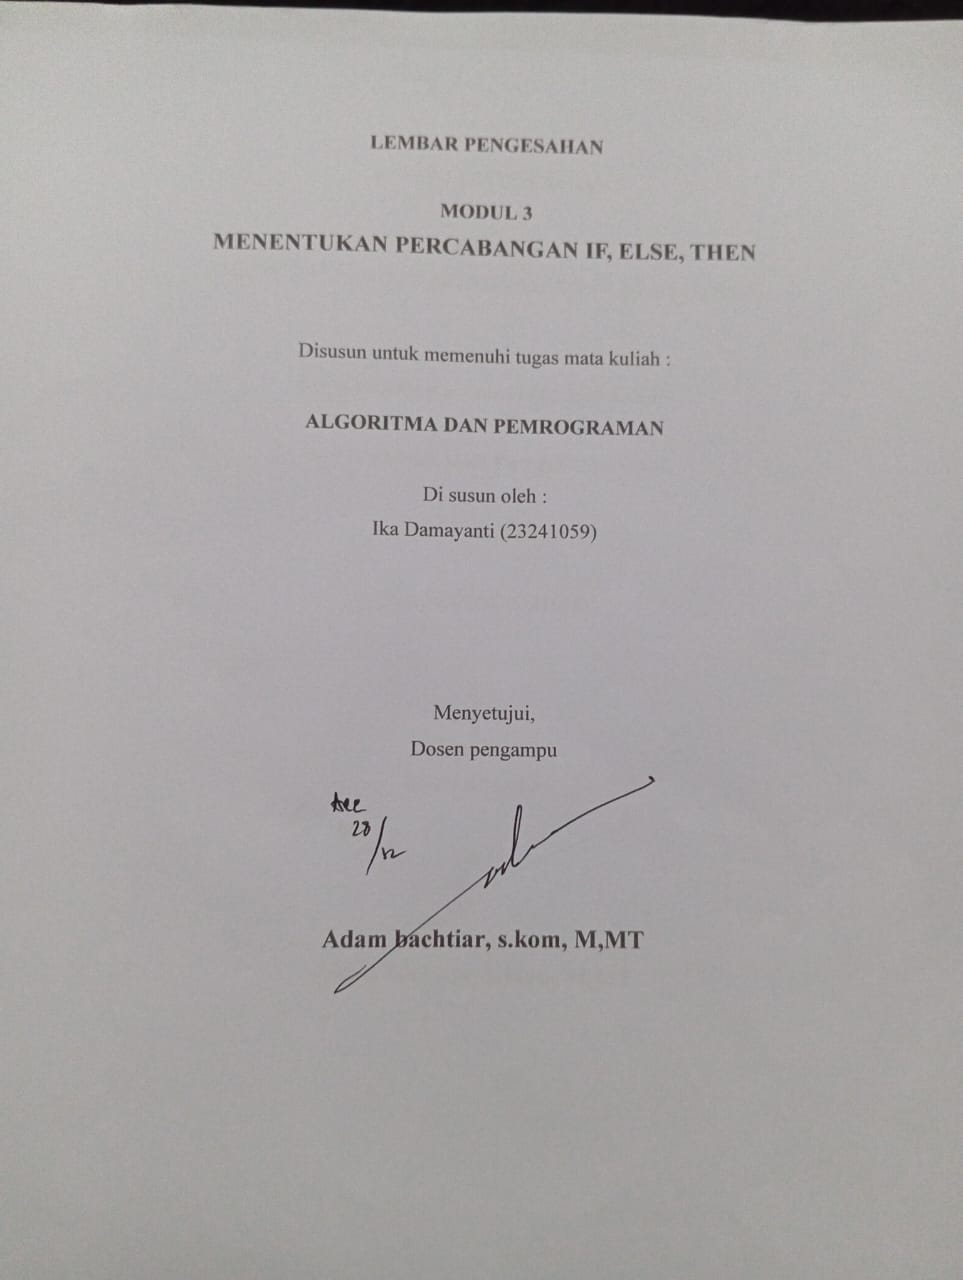 LEMBAR PENGESAHAN
MODUL 3
MENENTUKAN PERCABANGAN IF, ELSE, THEN
Disusun untuk memenuhi tugas mata kuliah :
ALGORITMA DAN PEMROGRAMAN
Di susun oleh :
Ika Damayanti (23241059)
Menyetujui,
Dosen pengampu
Acc
28/12
Adam bachtiar, s.kom, M,MT